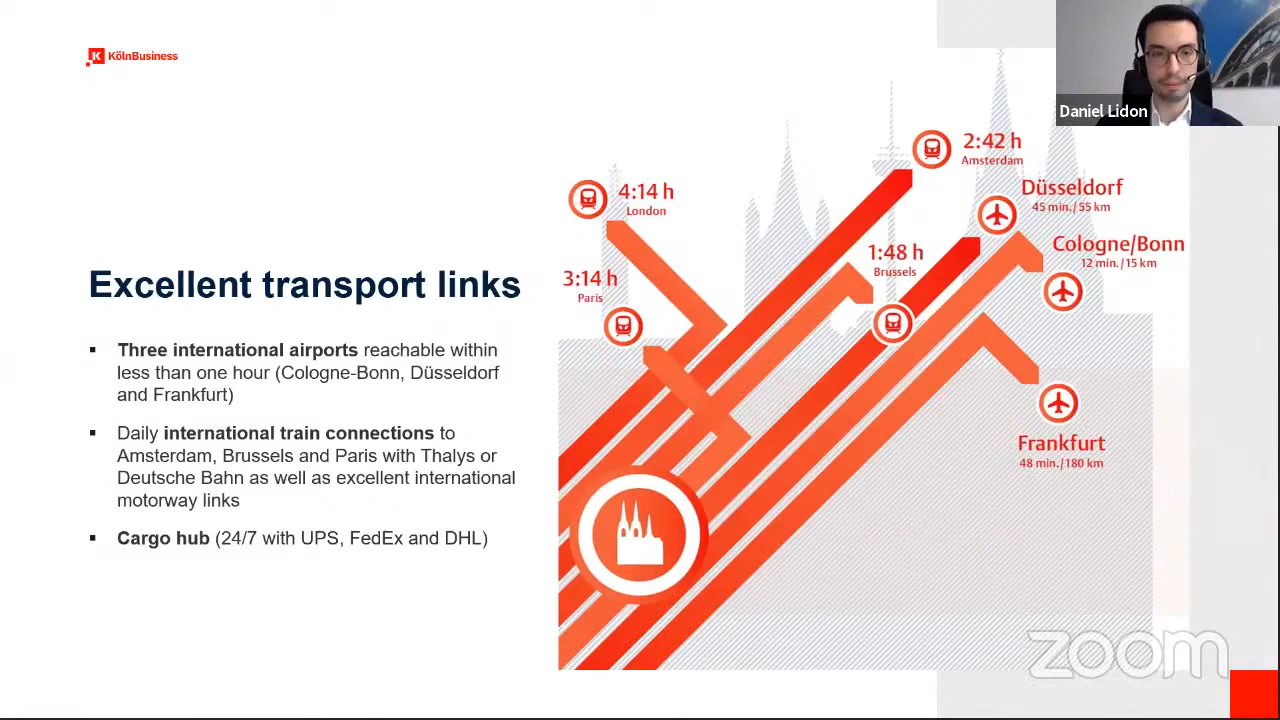 KölnBusiness
Daniel Lidon
Excellent transport links
▪ Three international airports reachable within
less than one hour (Cologne-Bonn, Düsseldorf
and Frankfurt)
▪ Daily international train connections to
Amsterdam, Brussels and Paris with Thalys or
Deutsche Bahn as well as excellent international
motorway links
▪ Cargo hub (24/7 with UPS, FedEx and DHL)
2:42 h
Amsterdam
4:14 h
London
Düsseldorf
45 min./55 km
1:48 h
Brussels
Cologne/Bonn
12 min./15 km
3:14 h
Paris
Frankfurt
48 min./180 km
zoom